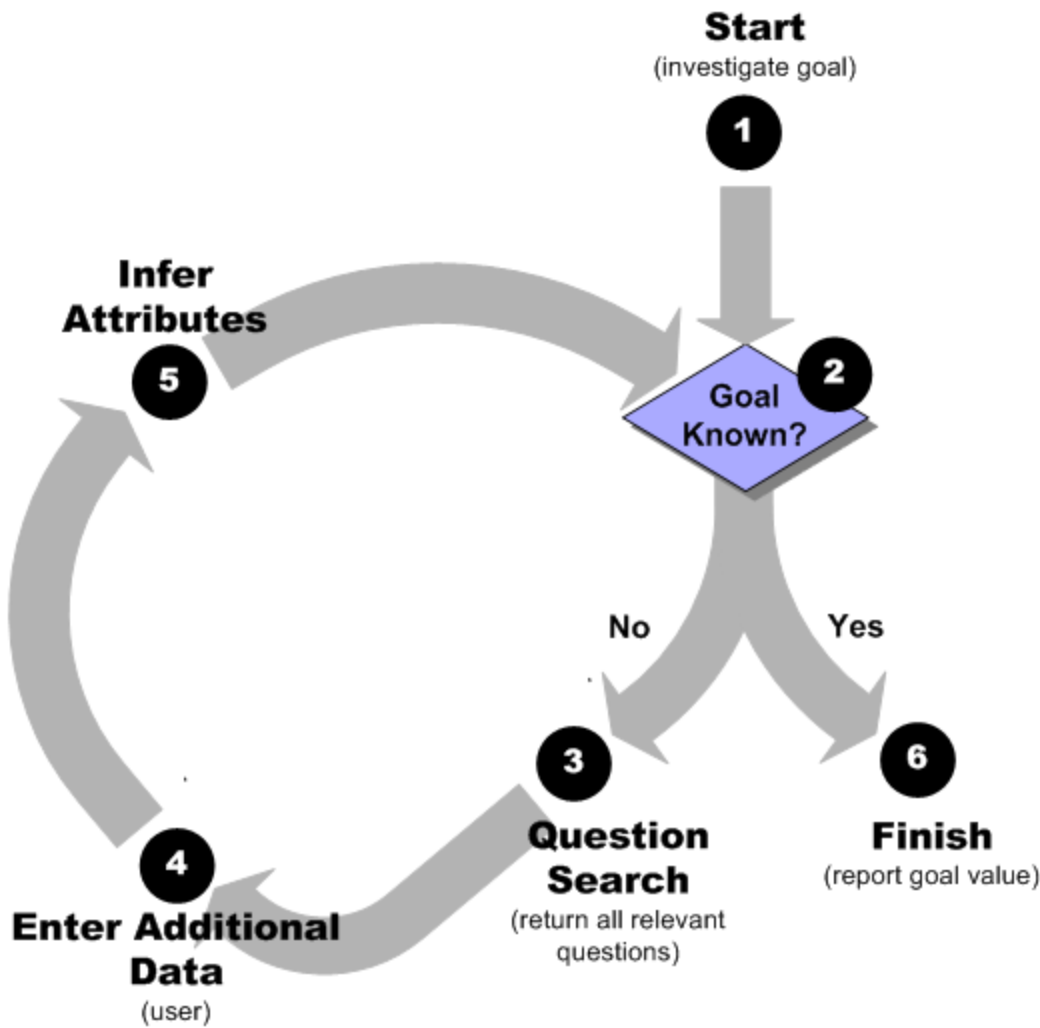 Start
(investigate goal)
1
Infer
Attributes
5
2
Goal
Known?
No
Yes
3
Question
Search
(return all relevant
questions)
6
Finish
(report goal value)
4
Enter Additional
Data
(user)